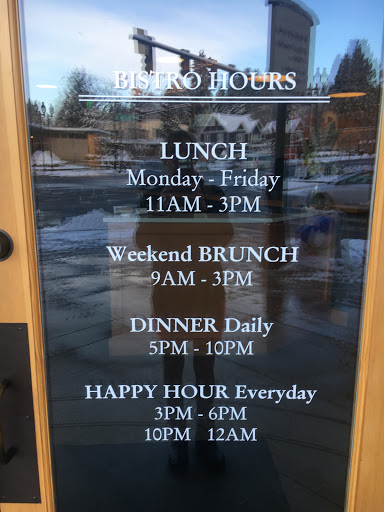 BISTRO HOURS
LUNCH
Monday - Friday
11AM - 3PM
Weekend BRUNCH
9AM - 3PM
DINNER Daily
5PM - 10PM
HAPPY HOUR Everyday
3PM - 6PM
10PM 12AM